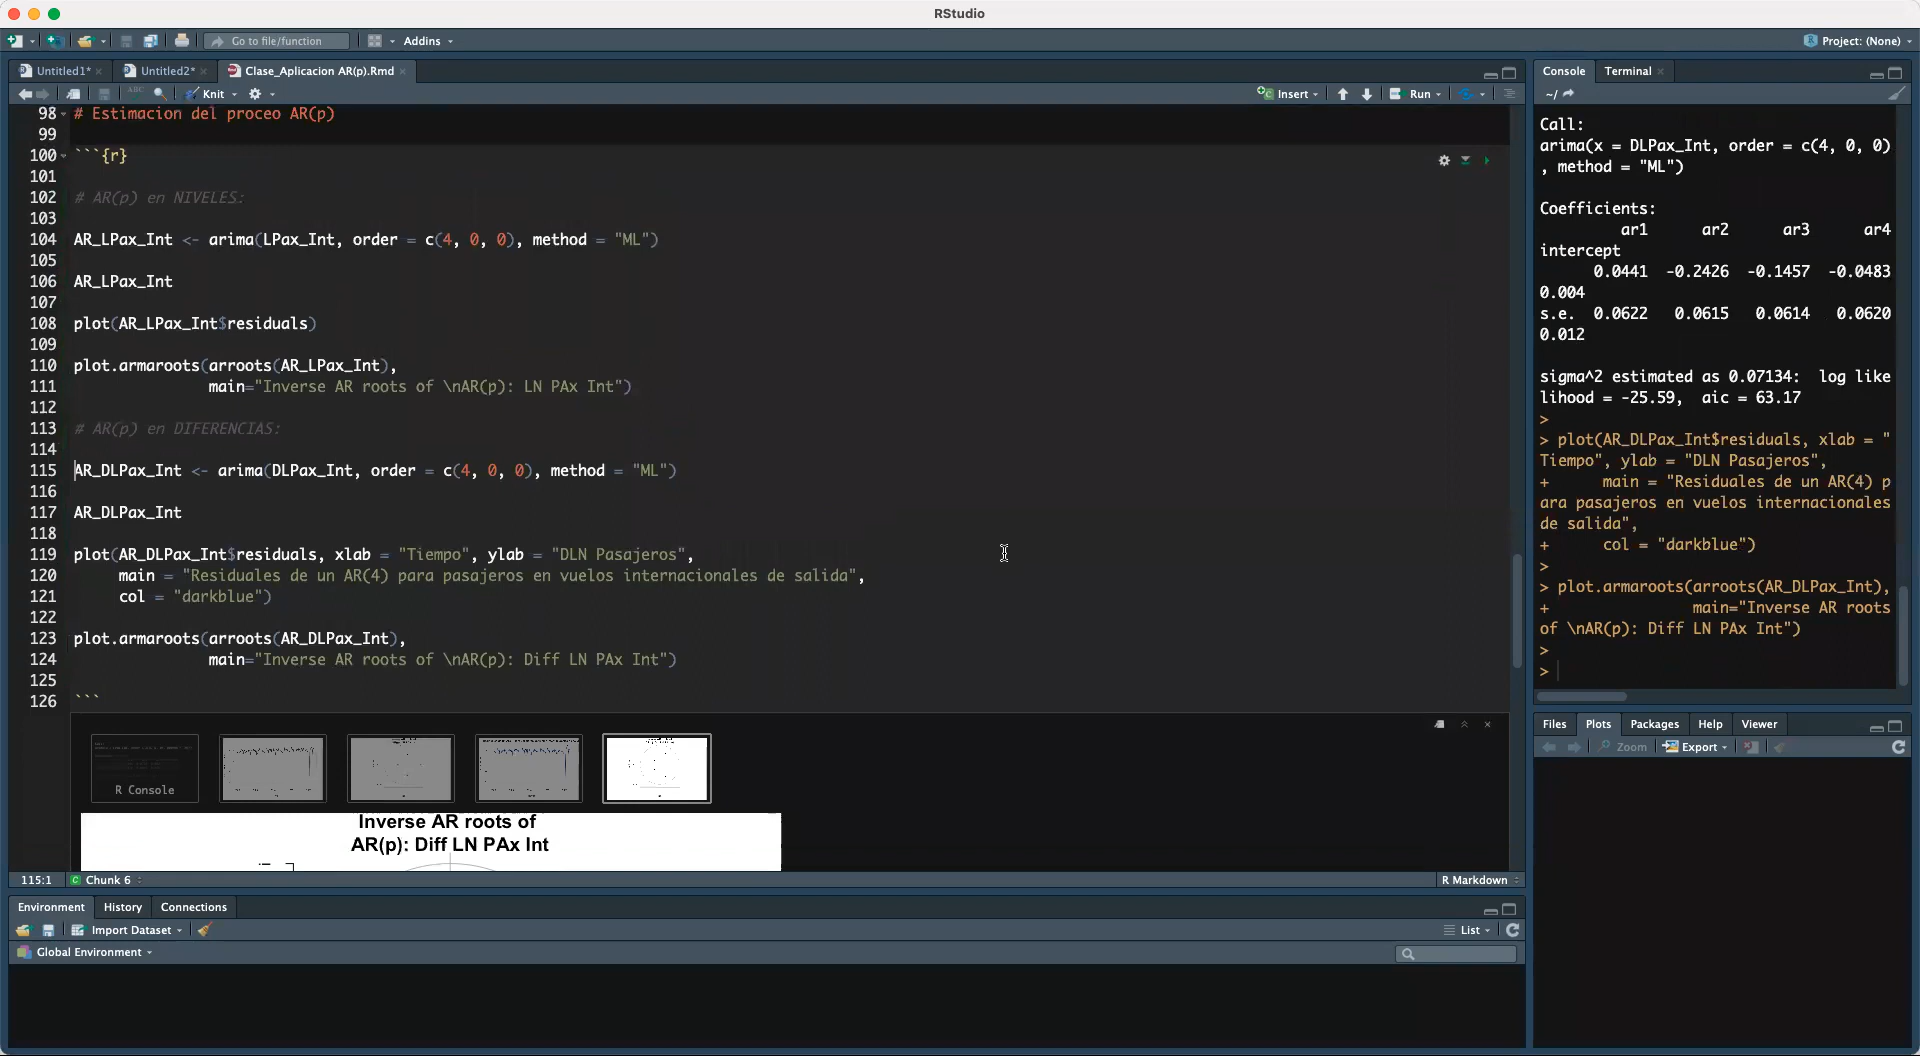 RStudio
Go to file/function
Addins
Project: (None)
Untitled1*
Untitled2*
Clase_Aplicacion AR(p).Rmd
ABC
Knit
Insert
Run
98 # Estimacion del proceo AR(p)
99
100 ```{r}
101
102 # AR(p) en NIVELES:
103
104 AR_LPax_Int <- arima(LPax_Int, order = c(4, 0, 0), method = "ML")
105
106 AR_LPax_Int
107
108 plot(AR_LPax_Int$residuals)
109
110 plot.armaroots(arroots(AR_LPax_Int),
111 main="Inverse AR roots of \nAR(p): LN PAx Int")
112
113 # AR(p) en DIFERENCIAS:
114
115 AR_DLPax_Int <- arima(DLPax_Int, order = c(4, 0, 0), method = "ML")
116
117 AR_DLPax_Int
118
119 plot(AR_DLPax_Int$residuals, xlab = "Tiempo", ylab = "DLN Pasajeros",
120 main = "Residuales de un AR(4) para pasajeros en vuelos internacionales de salida",
121 col = "darkblue")
122
123 plot.armaroots(arroots(AR_DLPax_Int),
124 main="Inverse AR roots of \nAR(p): Diff LN PAx Int")
125
126 ```
R Console
Inverse AR roots of
AR(p): Diff LN PAx Int
115:1
Chunk 6
R Markdown
Environment
History
Connections
Import Dataset
List
Global Environment
Console
Terminal
~/
Call:
arima(x = DLPax_Int, order = c(4, 0, 0)
, method = "ML")
Coefficients:
ar1 ar2 ar3 ar4
intercept
0.0441 -0.2426 -0.1457 -0.0483
0.004
s.e. 0.0622 0.0615 0.0614 0.0620
0.012
sigma^2 estimated as 0.07134: log like
lihood = -25.59, aic = 63.17
>
> plot(AR_DLPax_Int$residuals, xlab = "
Tiempo", ylab = "DLN Pasajeros",
+ main = "Residuales de un AR(4) p
ara pasajeros en vuelos internacionales
de salida",
+ col = "darkblue")
>
> plot.armaroots(arroots(AR_DLPax_Int),
+ main="Inverse AR roots
of \nAR(p): Diff LN PAx Int")
>
>
Files
Plots
Packages
Help
Viewer
Zoom
Export